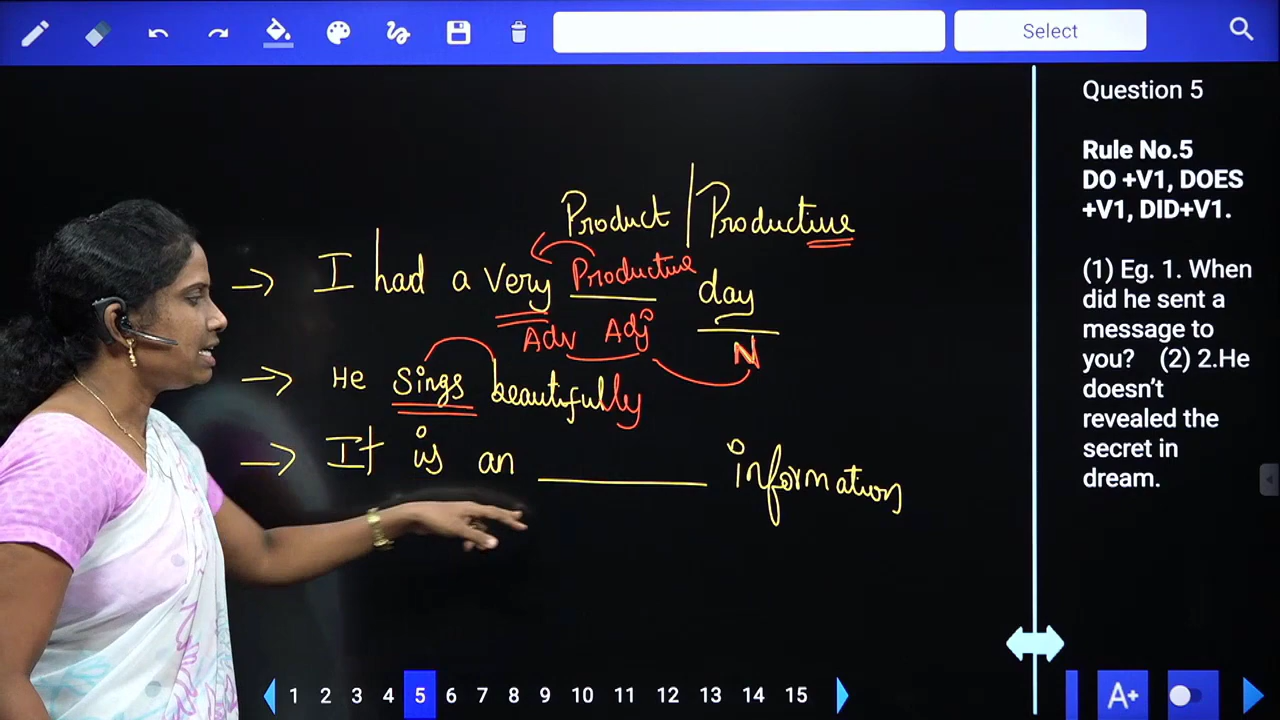 Select
Product | Productive
→ I had a very Productive day
Adv Adj N
→ He sings beautifully
→ It is an ______ information
Question 5
Rule No.5
DO +V1, DOES
+V1, DID+V1.
(1) Eg. 1. When
did he sent a
message to
you? (2) 2.He
doesn't
revealed the
secret in
dream.
1 2 3 4 5 6 7 8 9 10 11 12 13 14 15
A+